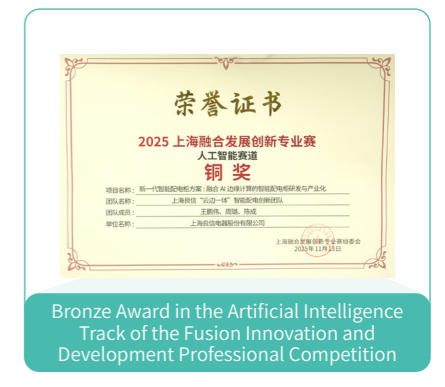 荣誉证书
2025 上海融合发展创新专业赛
人工智能赛道
铜 奖
项目名称：新一代智能配电柜方案：融合 AI 边缘计算的智能配电柜研发与产业化
团队名称：上海良信“云边一体”智能配电创新团队
团队成员：王鹏伟、周璐、陈成
单位名称：上海良信电器股份有限公司
上海融合发展创新专业赛组委会
2025年11月13日
Bronze Award in the Artificial Intelligence
Track of the Fusion Innovation and
Development Professional Competition